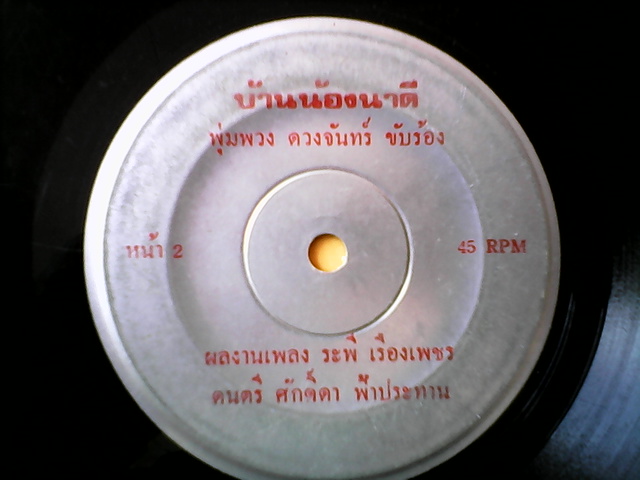 บ้านน้องนาดี
พุ่มพวง ดวงจันทร์ ขับร้อง
หน้า 2
45 RPM
ผลงานเพลง ระพี เรืองเพชร
ดนตรี ศักดิ์ดา ฟ้าประทาน